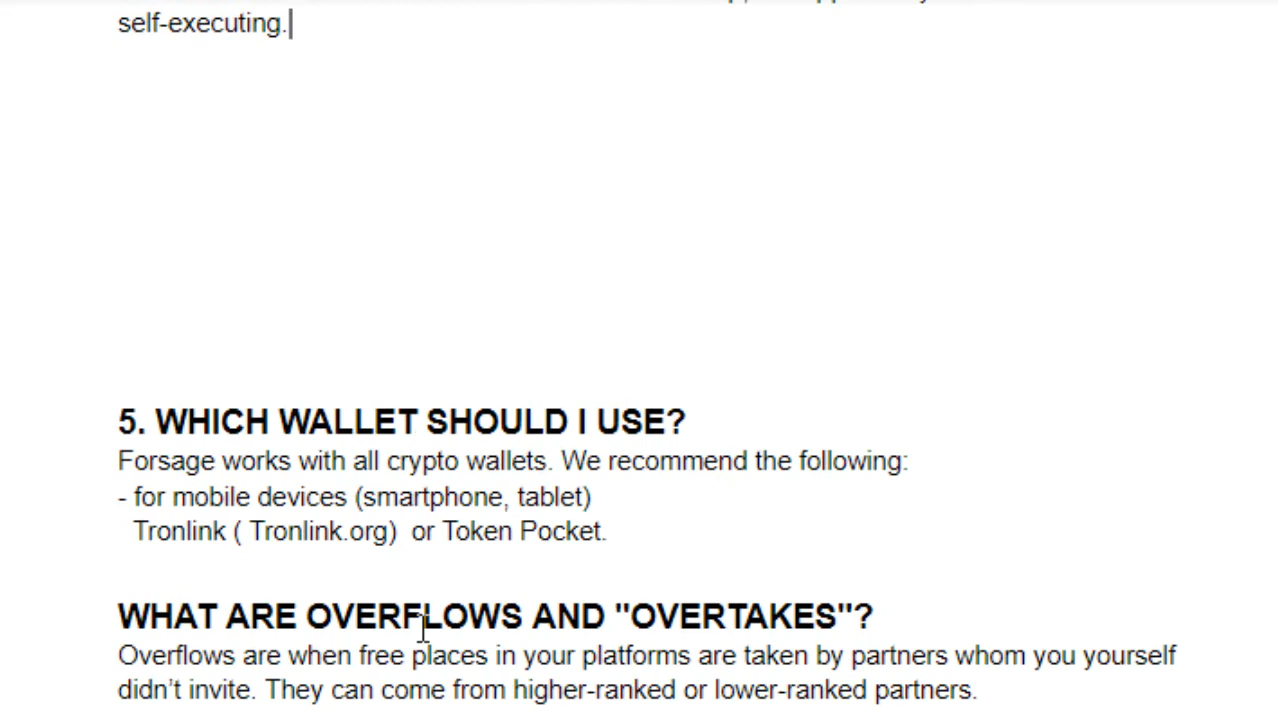 self-executing.
5. WHICH WALLET SHOULD I USE?
Forsage works with all crypto wallets. We recommend the following:
- for mobile devices (smartphone, tablet)
Tronlink ( Tronlink.org)  or Token Pocket.
WHAT ARE OVERFLOWS AND "OVERTAKES"?
Overflows are when free places in your platforms are taken by partners whom you yourself
didn't invite. They can come from higher-ranked or lower-ranked partners.